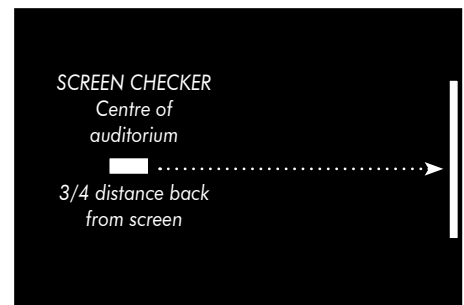 SCREEN CHECKER
Centre of
auditorium
3/4 distance back
from screen